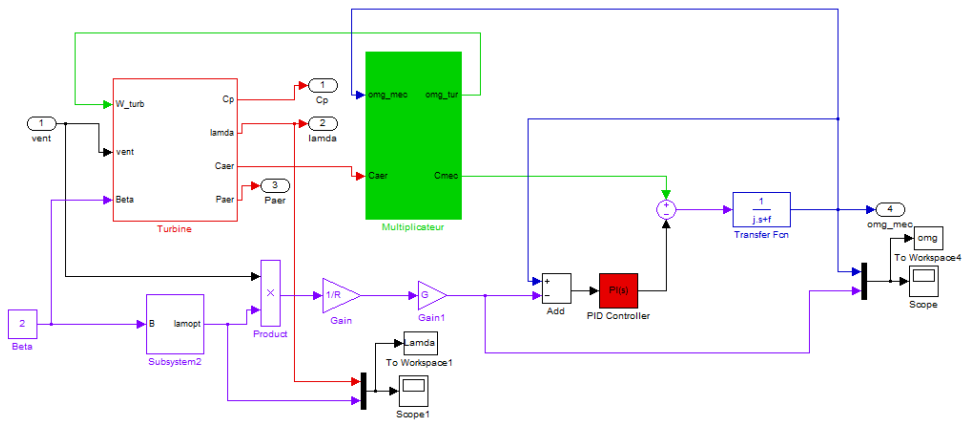 1
vent
W_turb
vent
Beta
Cp
lamda
Caer
Paer
Turbine
1
Cp
2
lamda
3
Paer
omg_mec
omg_tur
Caer
Cmec
Multiplicateur
+
−
1
j.s+f
Transfer Fcn
4
omg_mec
omg
To Workspace4
Scope
2
Beta
B
lamopt
Subsystem2
×
Product
1/R
Gain
G
Gain1
+
−
Add
PI(s)
PID Controller
Lamda
To Workspace1
Scope1